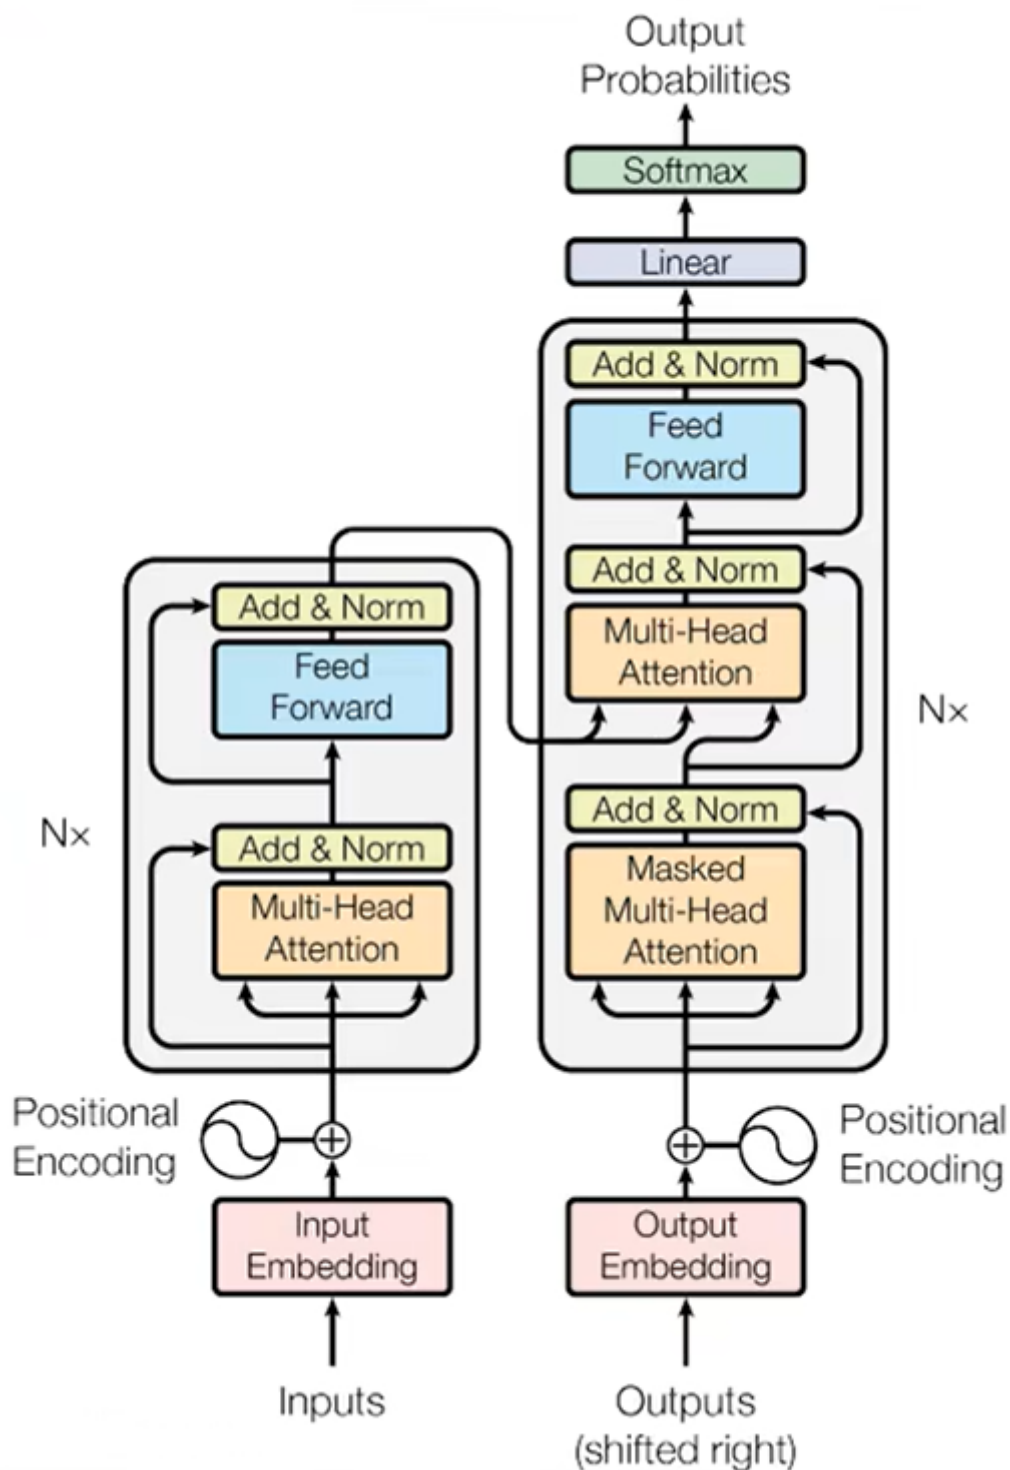 Output
Probabilities
Softmax
Linear
Add & Norm
Feed
Forward
Add & Norm
Multi-Head
Attention
Nx
Add & Norm
Masked
Multi-Head
Attention
Add & Norm
Feed
Forward
Nx
Add & Norm
Multi-Head
Attention
Positional
Encoding
Positional
Encoding
Input
Embedding
Output
Embedding
Inputs
Outputs
(shifted right)